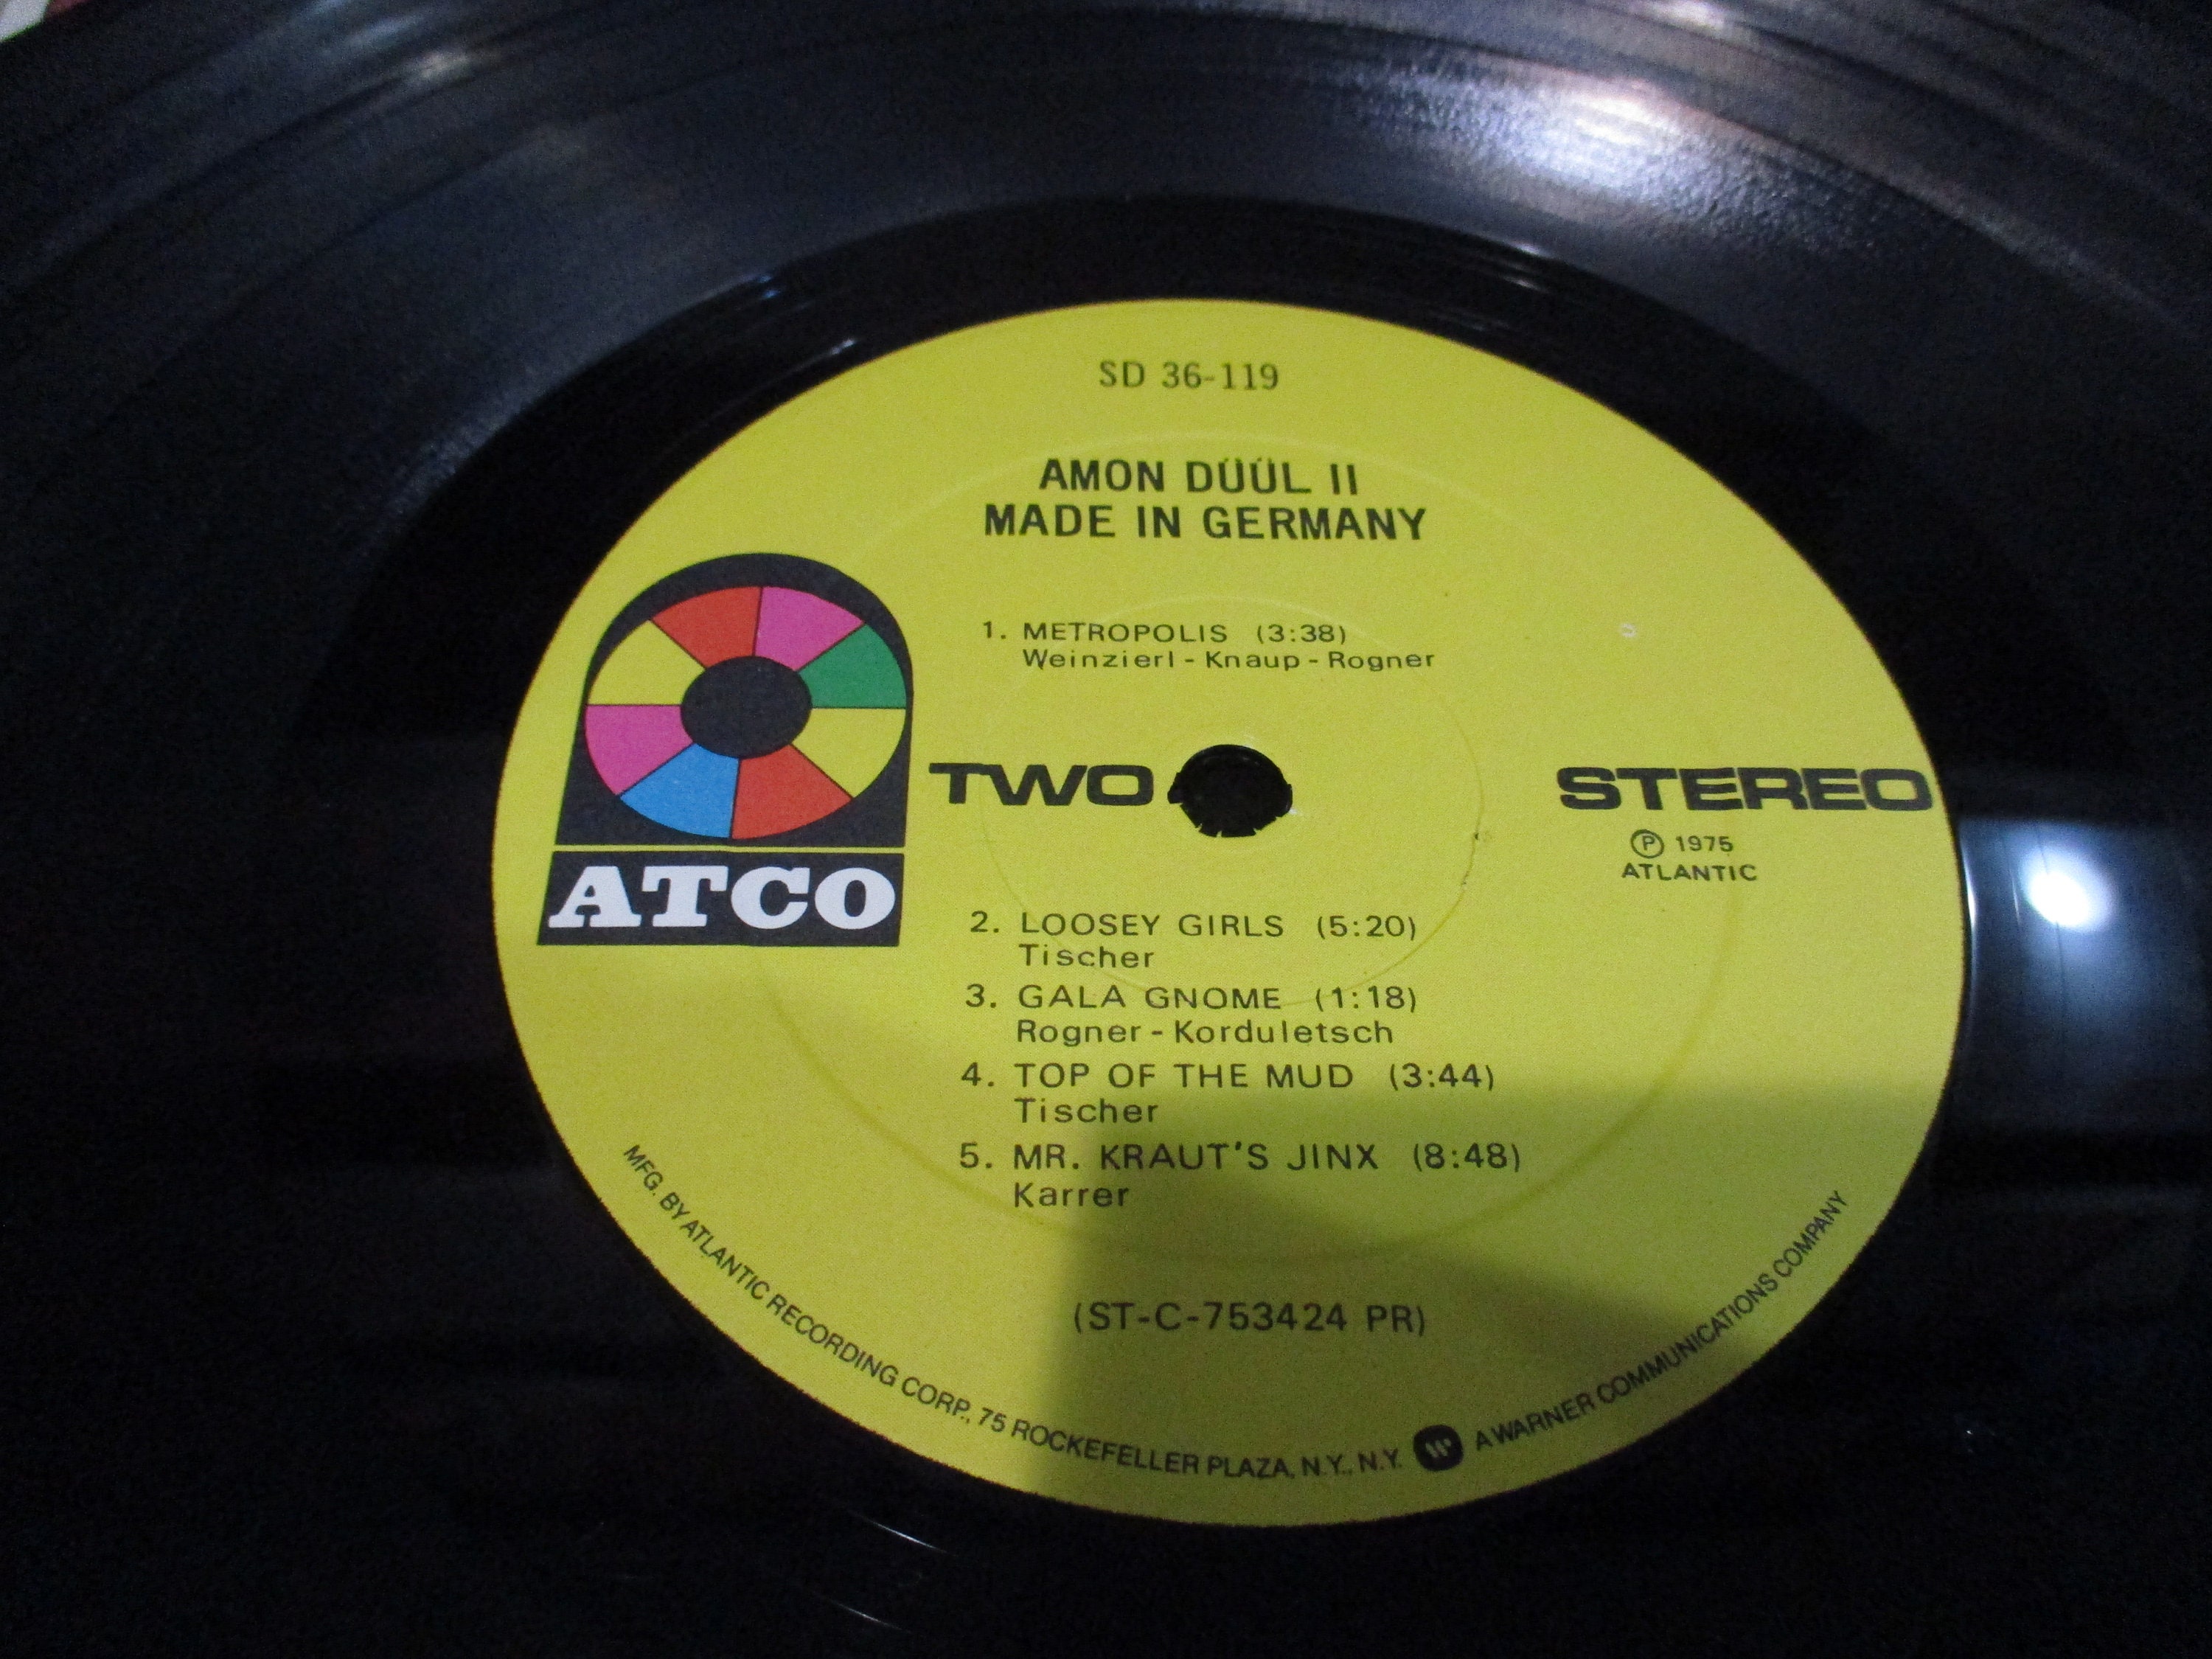 SD 36-119
AMON DÜÜL II
MADE IN GERMANY
1. METROPOLIS (3:38)
Weinzierl - Knaup - Rogner
TWO
STEREO
Ⓟ 1975
ATLANTIC
ATCO
2. LOOSEY GIRLS (5:20)
Tischer
3. GALA GNOME (1:18)
Rogner - Korduletsch
4. TOP OF THE MUD (3:44)
Tischer
5. MR. KRAUT'S JINX (8:48)
Karrer
(ST-C-753424 PR)
MFG. BY ATLANTIC RECORDING CORP., 75 ROCKEFELLER PLAZA, N.Y., N.Y. A WARNER COMMUNICATIONS COMPANY